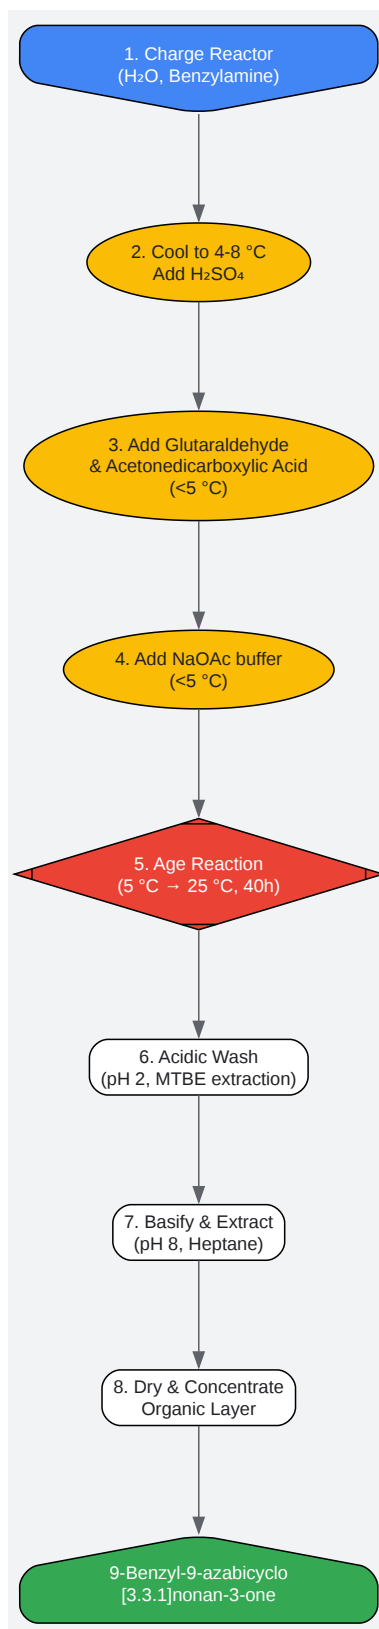 1. Charge Reactor
(H₂O, Benzylamine)
2. Cool to 4-8 °C
Add H₂SO₄
3. Add Glutaraldehyde
& Acetonedicarboxylic Acid
(<5 °C)
4. Add NaOAc buffer
(<5 °C)
5. Age Reaction
(5 °C → 25 °C, 40h)
6. Acidic Wash
(pH 2, MTBE extraction)
7. Basify & Extract
(pH 8, Heptane)
8. Dry & Concentrate
Organic Layer
9-Benzyl-9-azabicyclo
[3.3.1]nonan-3-one